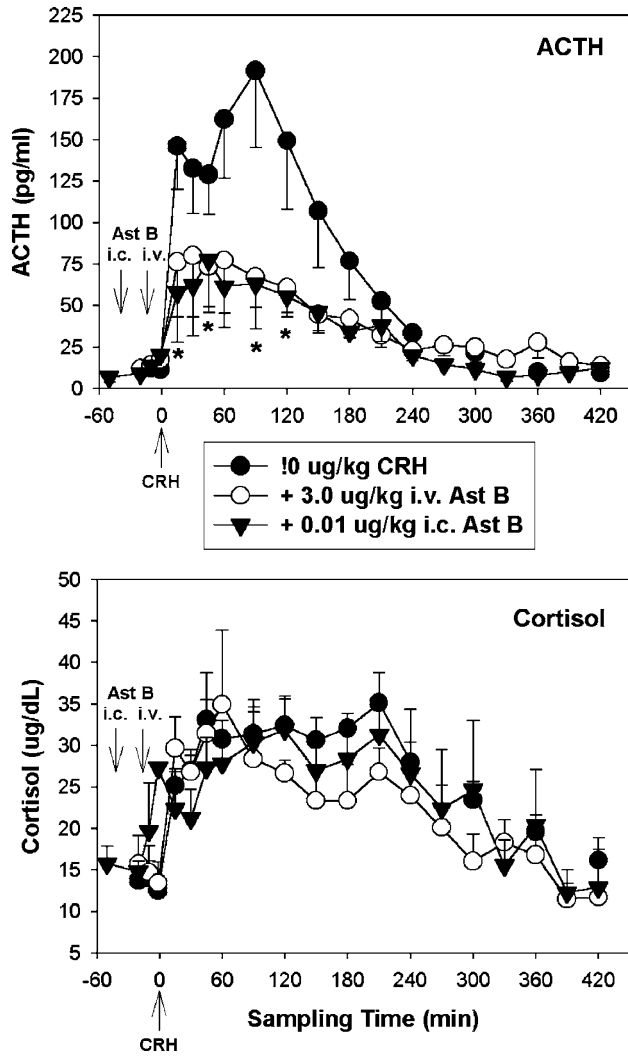 225
200
175
150
125
100
75
50
25
0
ACTH (pg/ml)
ACTH
Ast B
i.c. i.v.
* * * *
-60 0 60 120 180 240 300 360 420
CRH
!0 ug/kg CRH
+ 3.0 ug/kg i.v. Ast B
+ 0.01 ug/kg i.c. Ast B
50
45
40
35
30
25
20
15
10
5
Cortisol (ug/dL)
Cortisol
Ast B
i.c. i.v.
-60 0 60 120 180 240 300 360 420
Sampling Time (min)
CRH